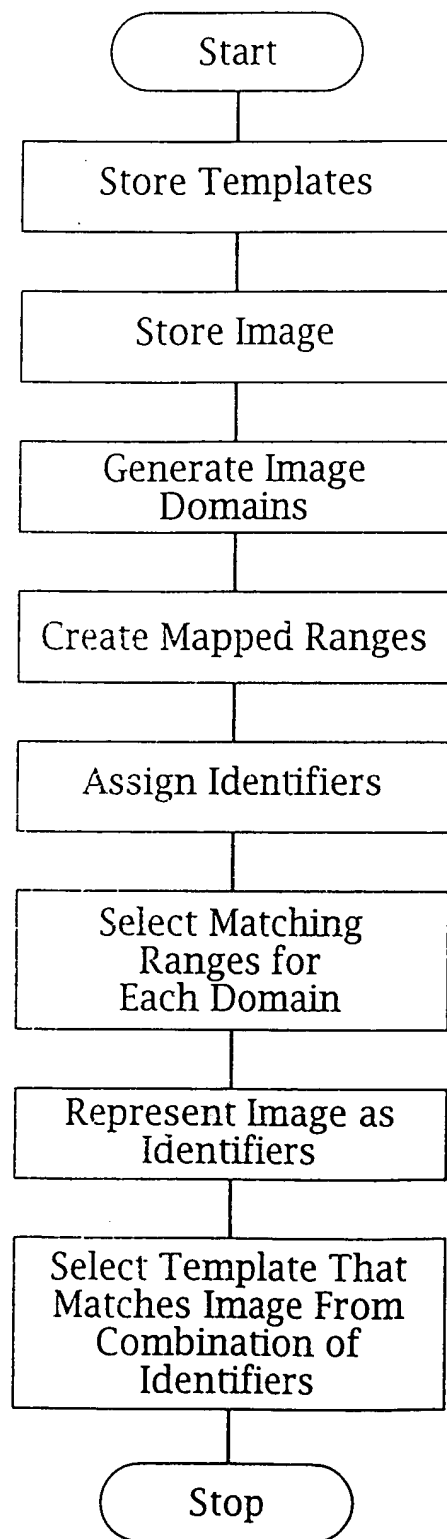 Start
Store Templates
Store Image
Generate Image
Domains
Create Mapped Ranges
Assign Identifiers
Select Matching
Ranges for
Each Domain
Represent Image as
Identifiers
Select Template That
Matches Image From
Combination of
Identifiers
Stop